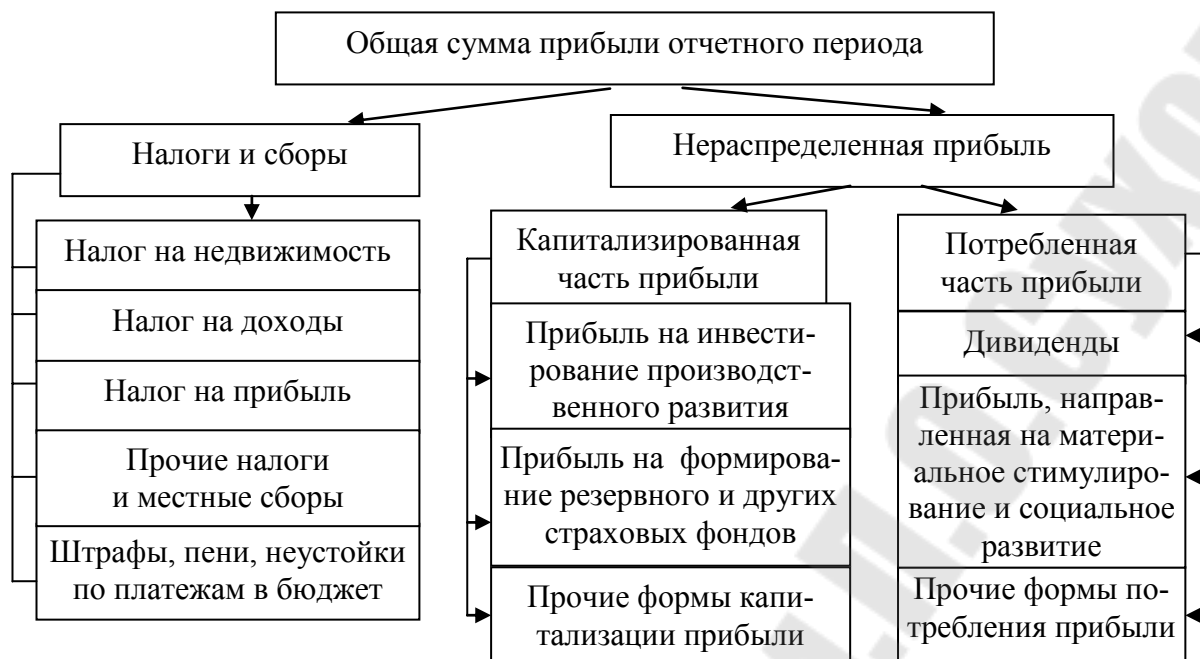 Общая сумма прибыли отчетного периода
Налоги и сборы
Нераспределенная прибыль
Налог на недвижимость
Налог на доходы
Налог на прибыль
Прочие налоги
и местные сборы
Штрафы, пени, неустойки
по платежам в бюджет
Капитализированная
часть прибыли
Прибыль на инвести-
рование производст-
венного развития
Прибыль на формирова-
ние резервного и других
страховых фондов
Прочие формы капи-
тализации прибыли
Потребленная
часть прибыли
Дивиденды
Прибыль, направ-
ленная на матери-
альное стимулиро-
вание и социальное
развитие
Прочие формы по-
требления прибыли